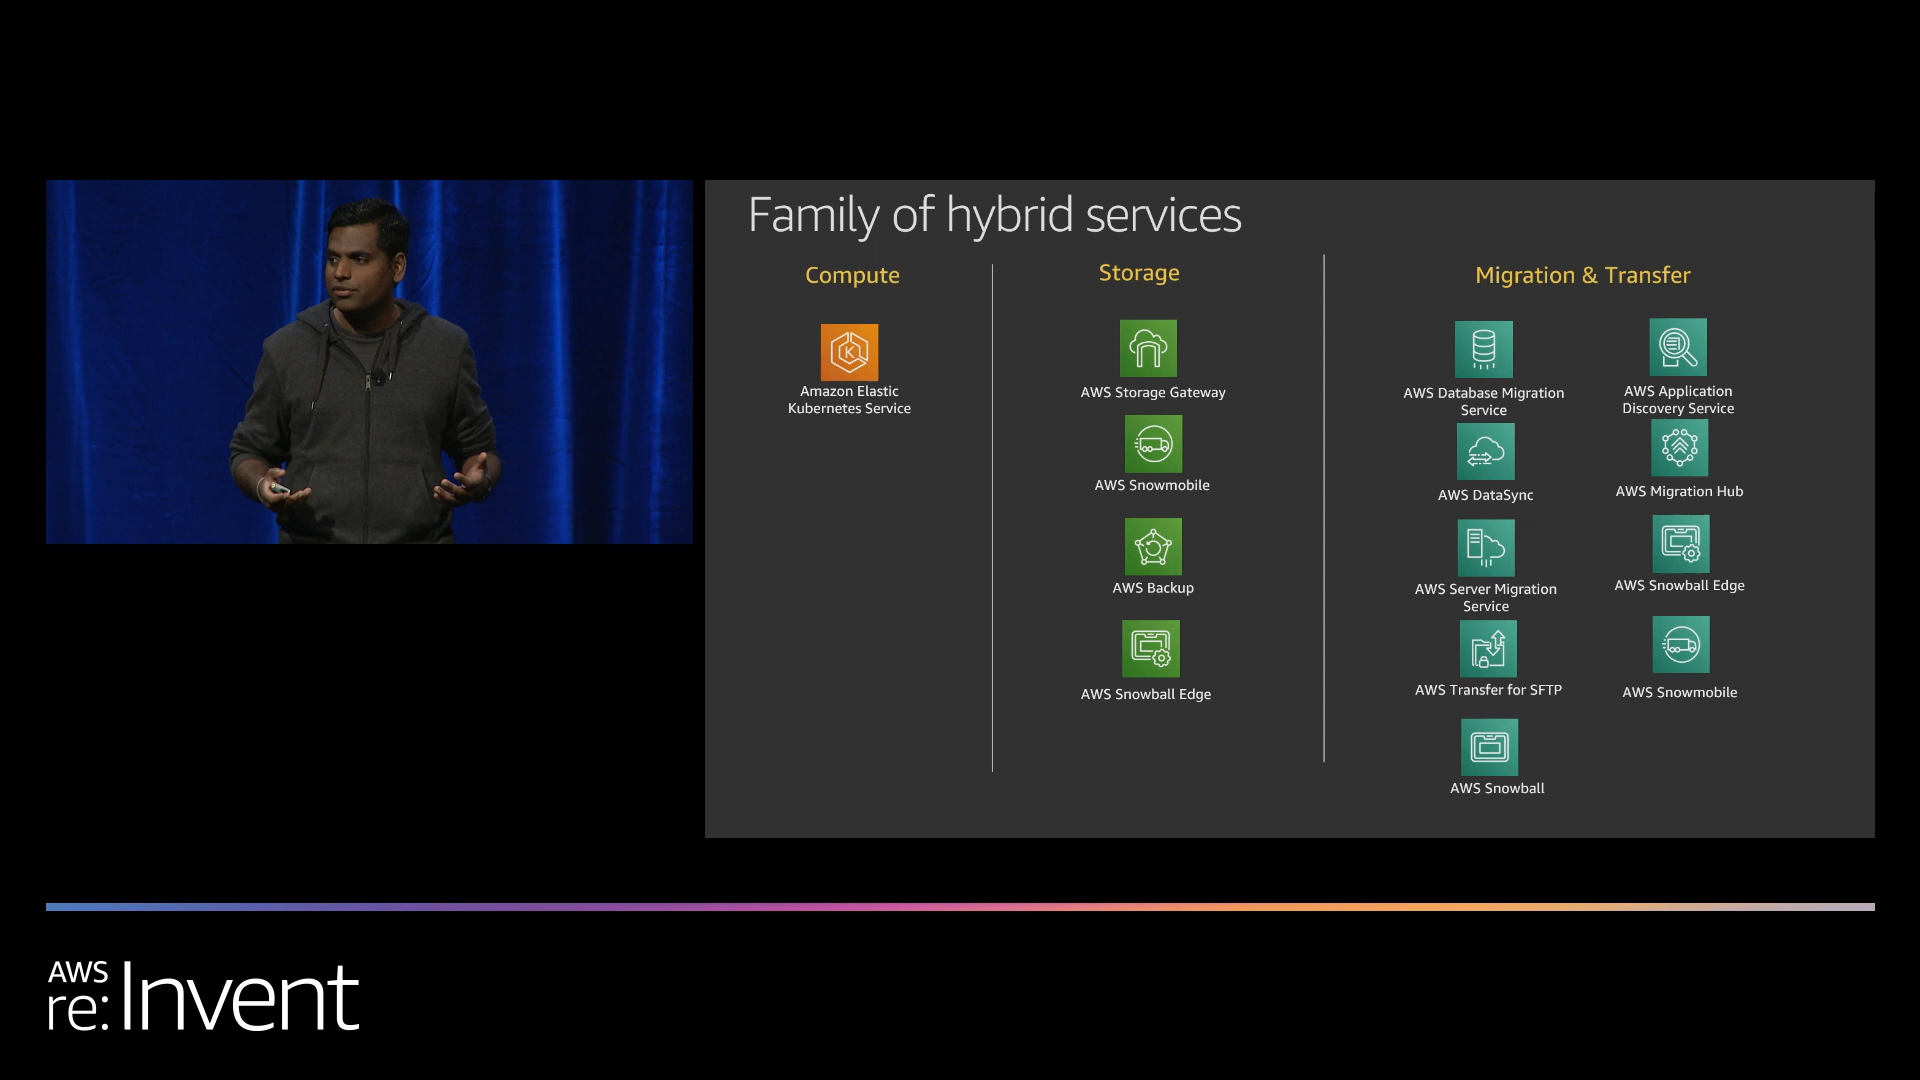 Family of hybrid services
Compute
Storage
Migration & Transfer
Amazon Elastic
Kubernetes Service
AWS Storage Gateway
AWS Snowmobile
AWS Backup
AWS Snowball Edge
AWS Database Migration
Service
AWS DataSync
AWS Server Migration
Service
AWS Transfer for SFTP
AWS Snowball
AWS Application
Discovery Service
AWS Migration Hub
AWS Snowball Edge
AWS Snowmobile
AWS
re:Invent